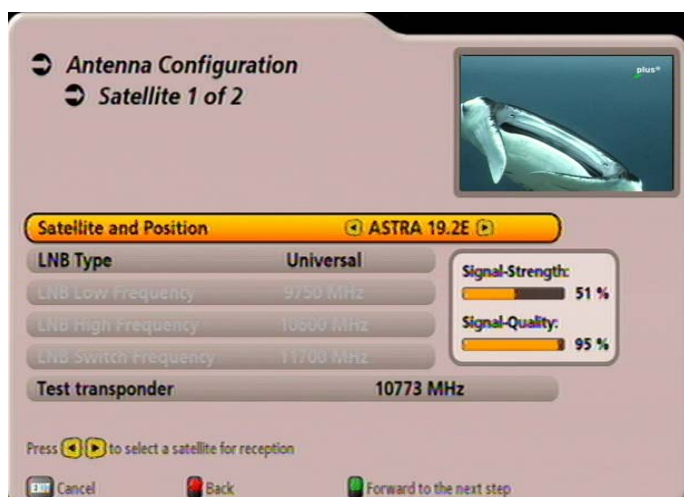 Antenna Configuration
Satellite 1 of 2
plus*
Satellite and Position ASTRA 19.2E
LNB Type Universal
LNB Low Frequency 9750 MHz
LNB High Frequency 10600 MHz
LNB Switch Frequency 11700 MHz
Signal-Strength:
51 %
Signal-Quality:
95 %
Test transponder 10773 MHz
Press to select a satellite for reception
EXIT Cancel Back Forward to the next step